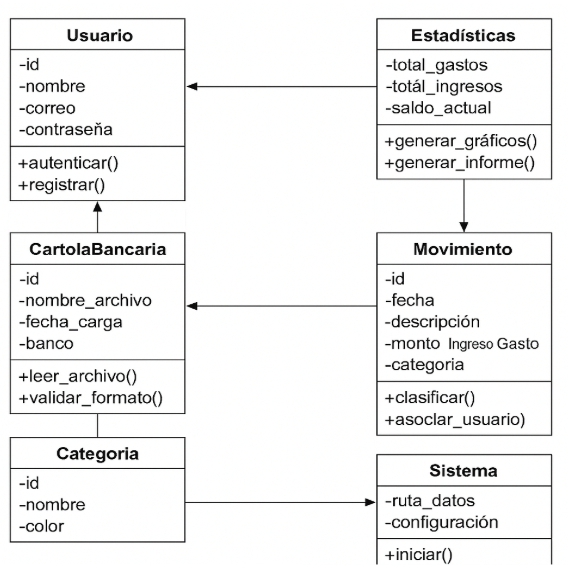 Usuario
-id
-nombre
-correo
-contraseña
+autenticar()
+registrar()
Estadísticas
-total_gastos
-totál_ingresos
-saldo_actual
+generar_gráficos()
+generar_informe()
CartolaBancaria
-id
-nombre_archivo
-fecha_carga
-banco
+leer_archivo()
+validar_formato()
Movimiento
-id
-fecha
-descripción
-monto Ingreso Gasto
-categoria
+clasificar()
+asoclar_usuario)
Categoria
-id
-nombre
-color
Sistema
-ruta_datos
-configuración
+iniciar()